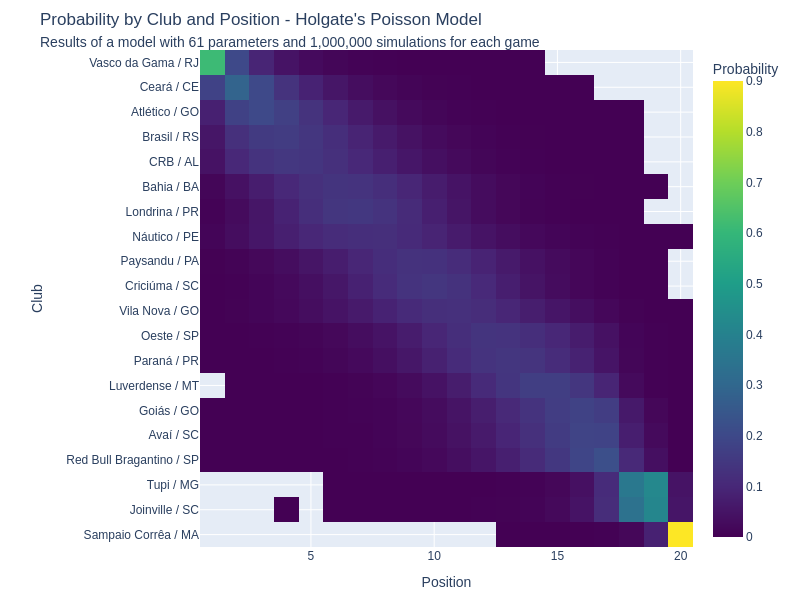 Probability by Club and Position - Holgate's Poisson Model
Results of a model with 61 parameters and 1,000,000 simulations for each game
Probability
Vasco da Gama / RJ
Ceará / CE
Atlético / GO
Brasil / RS
CRB / AL
Bahia / BA
Londrina / PR
Náutico / PE
Paysandu / PA
Criciúma / SC
Vila Nova / GO
Oeste / SP
Paraná / PR
Luverdense / MT
Goiás / GO
Avaí / SC
Red Bull Bragantino / SP
Tupi / MG
Joinville / SC
Sampaio Corrêa / MA
Club
5 10 15 20
Position
0.9
0.8
0.7
0.6
0.5
0.4
0.3
0.2
0.1
0